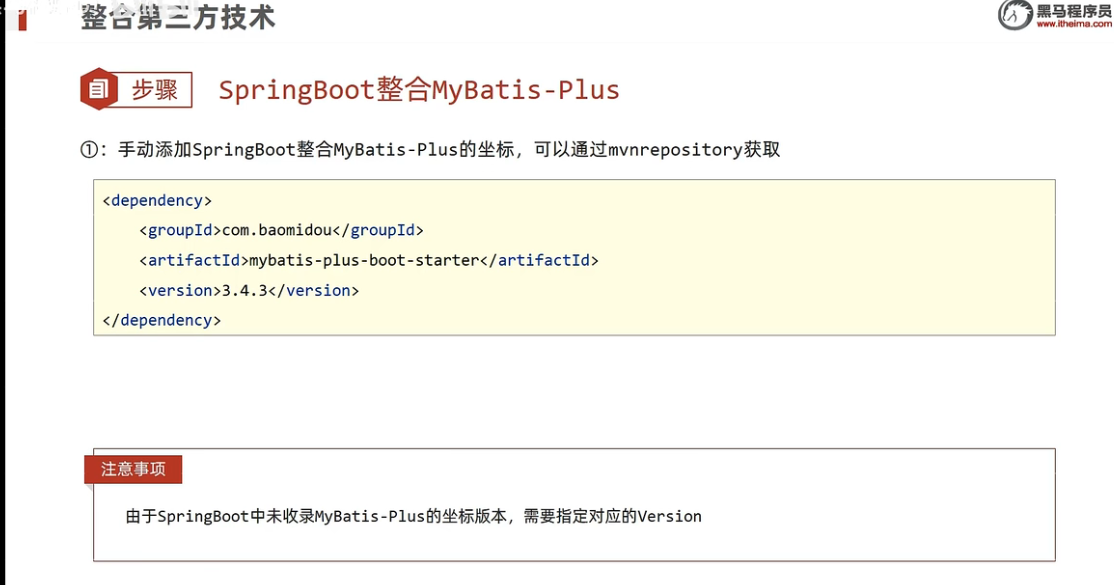 整合第三方技术
黑马程序员
www.itheima.com
步骤
SpringBoot整合MyBatis-Plus
①：手动添加SpringBoot整合MyBatis-Plus的坐标，可以通过mvnrepository获取
<dependency>
    <groupId>com.baomidou</groupId>
    <artifactId>mybatis-plus-boot-starter</artifactId>
    <version>3.4.3</version>
</dependency>
注意事项
由于SpringBoot中未收录MyBatis-Plus的坐标版本，需要指定对应的Version